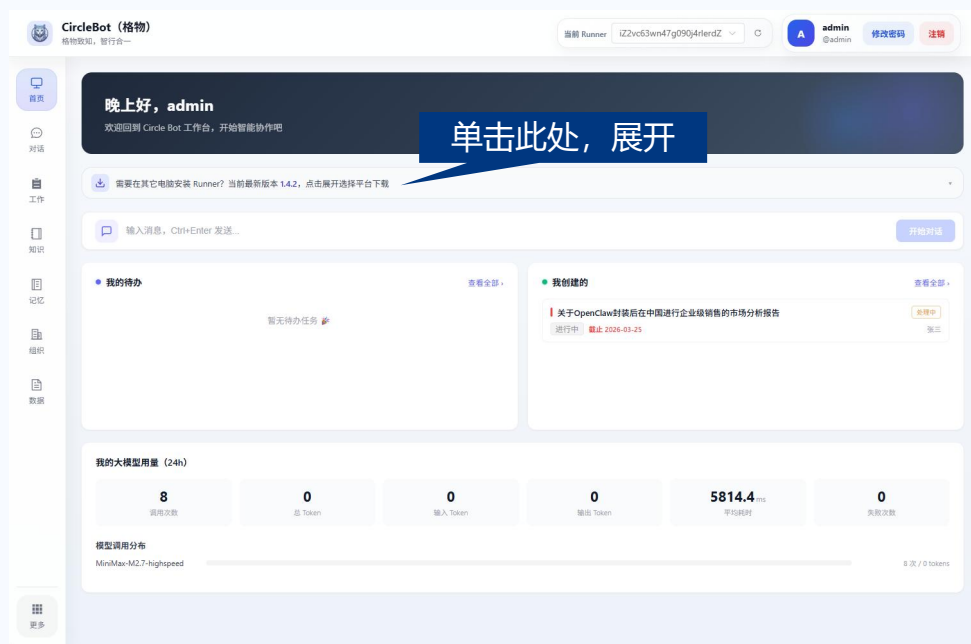 CircleBot（格物）
格物致知，智行合一
当前 Runner
iZ2vc63wn47g090j4rlerdZ
A
admin
@admin
修改密码
注销
首页
对话
工作
知识
记忆
组织
数据
更多
晚上好，admin
欢迎回到 Circle Bot 工作台，开始智能协作吧
单击此处，展开
需要在其它电脑安装 Runner？当前最新版本 1.4.2，点击展开选择平台下载
输入消息，Ctrl+Enter 发送...
开始对话
我的待办
查看全部 ›
暂无待办任务 🎉
我创建的
查看全部 ›
关于OpenClaw封装后在中国进行企业级销售的市场分析报告
处理中
进行中
截止 2026-03-25
张三
我的大模型用量（24h）
8
调用次数
0
总 Token
0
输入 Token
0
输出 Token
5814.4 ms
平均耗时
0
失败次数
模型调用分布
MiniMax-M2.7-highspeed
8 次 / 0 tokens